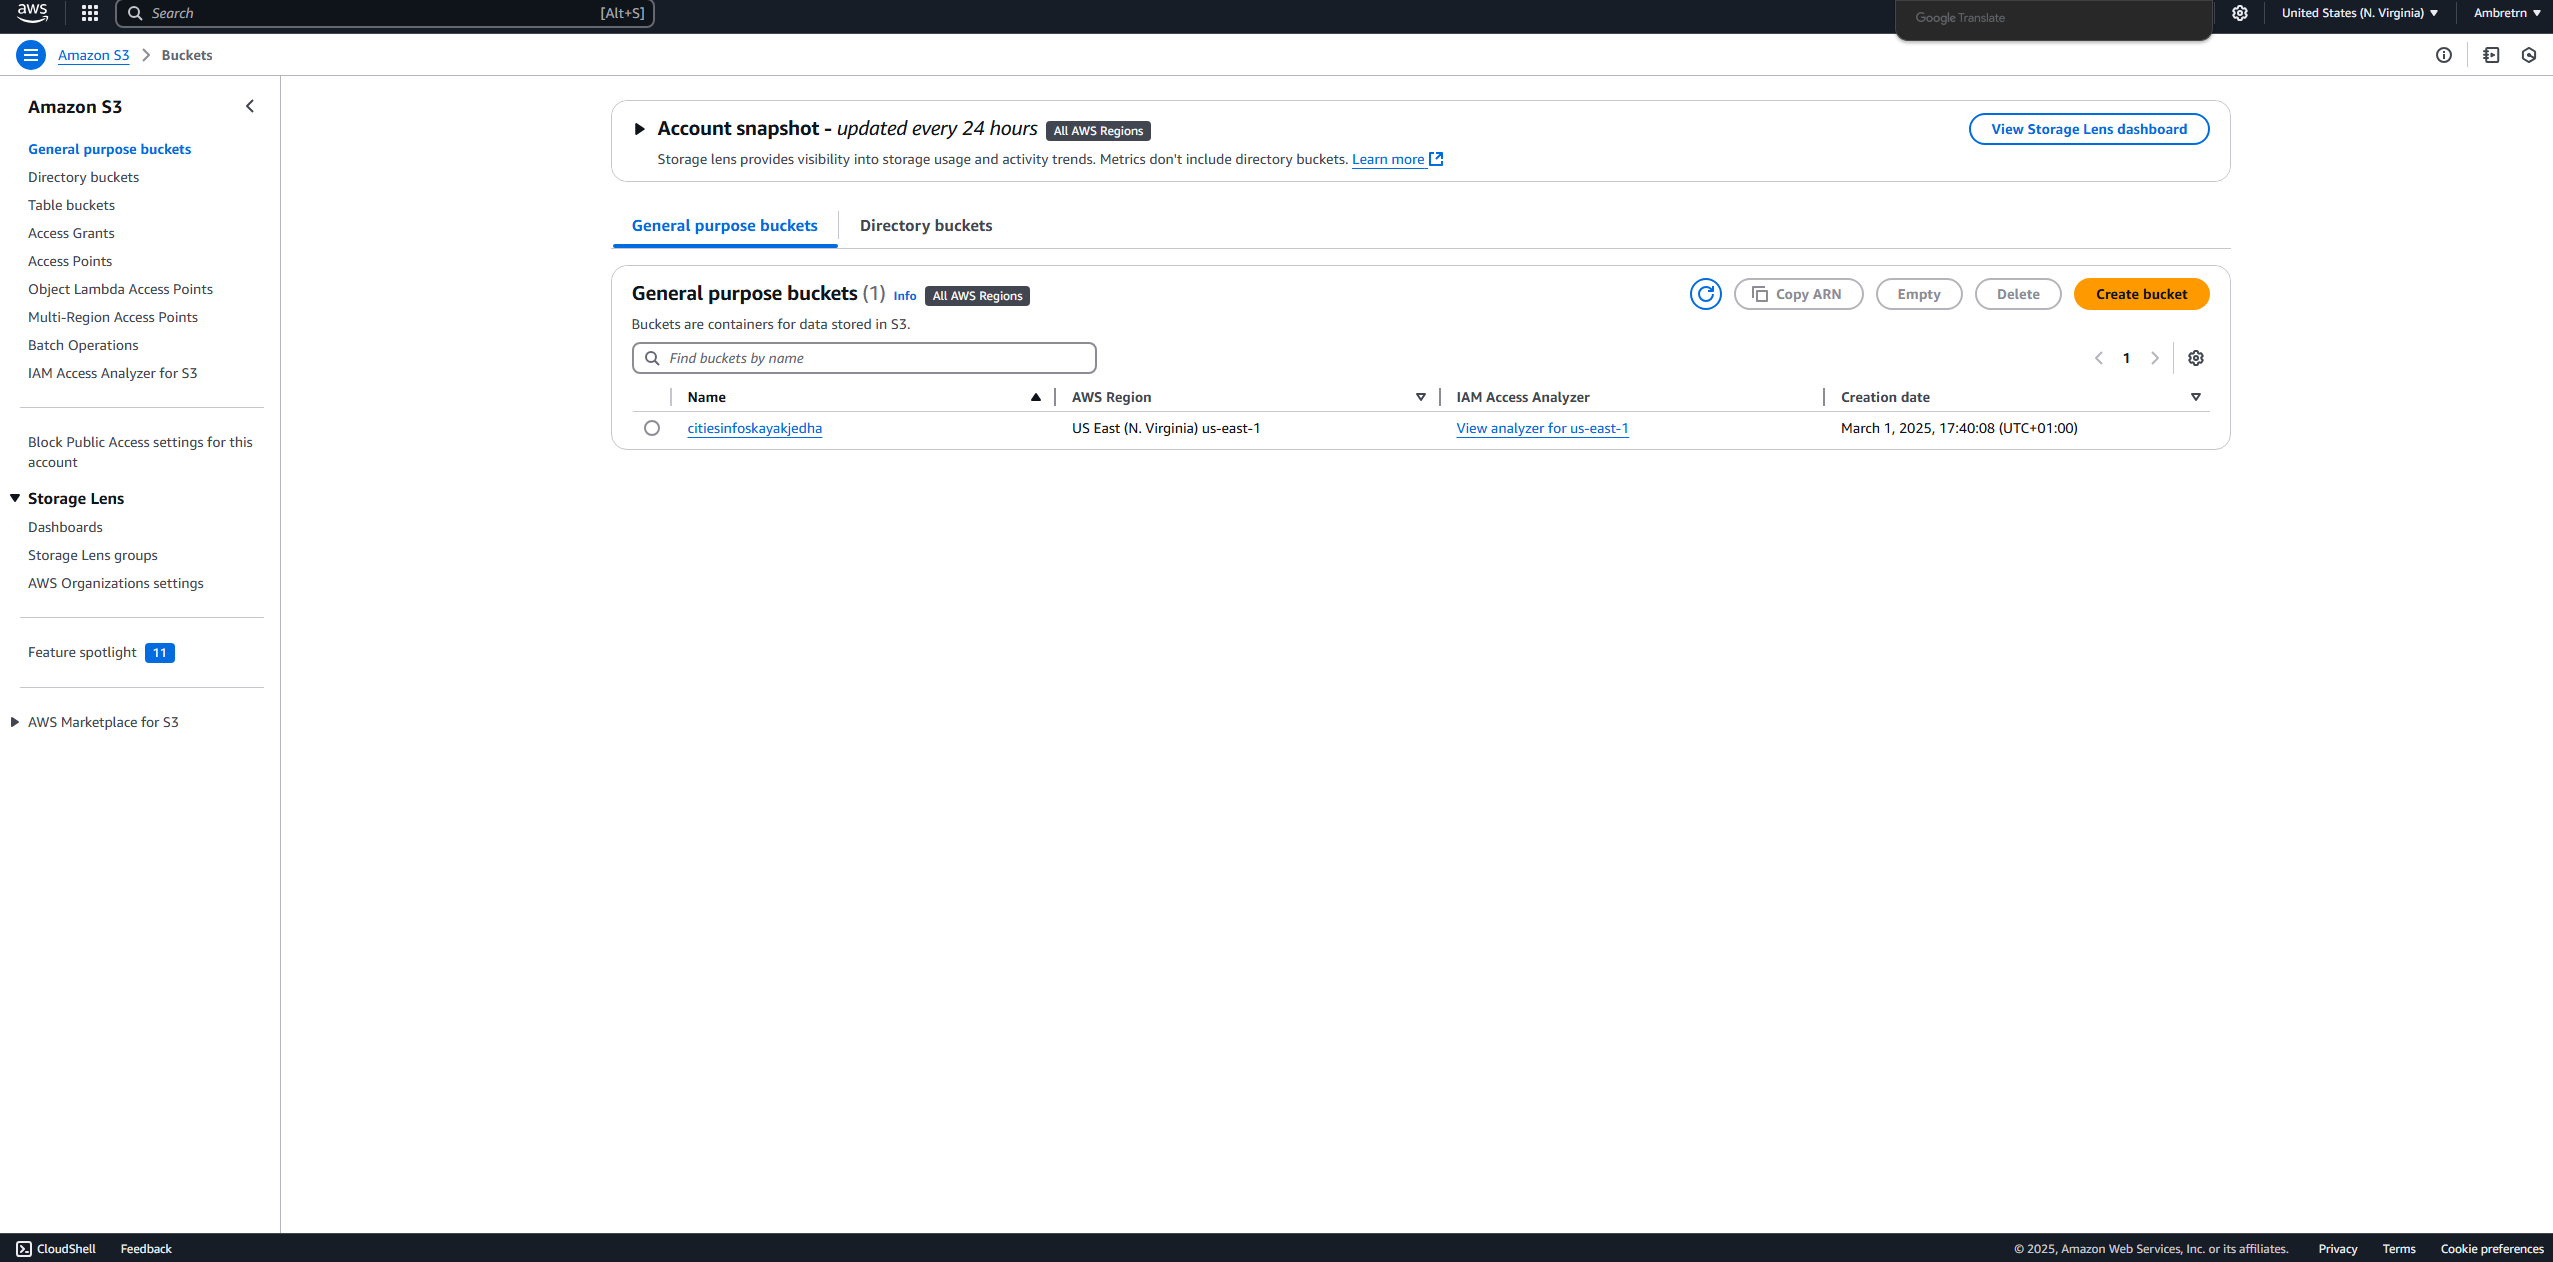 aws
Search
[Alt+S]
Google Translate
United States (N. Virginia)
Ambretrn
Amazon S3
Buckets
Amazon S3
General purpose buckets
Directory buckets
Table buckets
Access Grants
Access Points
Object Lambda Access Points
Multi-Region Access Points
Batch Operations
IAM Access Analyzer for S3
Block Public Access settings for this
account
Storage Lens
Dashboards
Storage Lens groups
AWS Organizations settings
Feature spotlight 11
AWS Marketplace for S3
Account snapshot - updated every 24 hours All AWS Regions
View Storage Lens dashboard
Storage lens provides visibility into storage usage and activity trends. Metrics don't include directory buckets. Learn more
General purpose buckets
Directory buckets
General purpose buckets (1) Info All AWS Regions
Copy ARN
Empty
Delete
Create bucket
Buckets are containers for data stored in S3.
Find buckets by name
1
Name
AWS Region
IAM Access Analyzer
Creation date
citiesinfoskayakjedha
US East (N. Virginia) us-east-1
View analyzer for us-east-1
March 1, 2025, 17:40:08 (UTC+01:00)
CloudShell
Feedback
© 2025, Amazon Web Services, Inc. or its affiliates.
Privacy
Terms
Cookie preferences